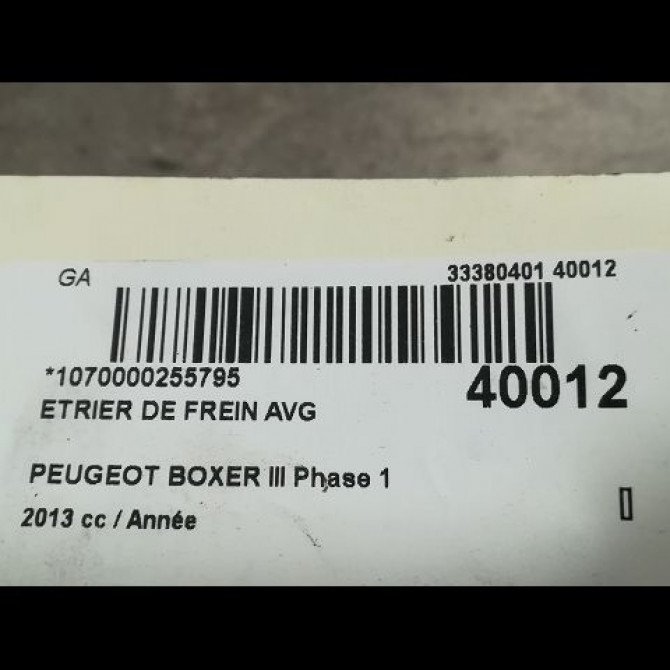 GA
33380401 40012
*1070000255795
40012
ETRIER DE FREIN AVG
PEUGEOT BOXER III Phase 1
2013 cc / Année